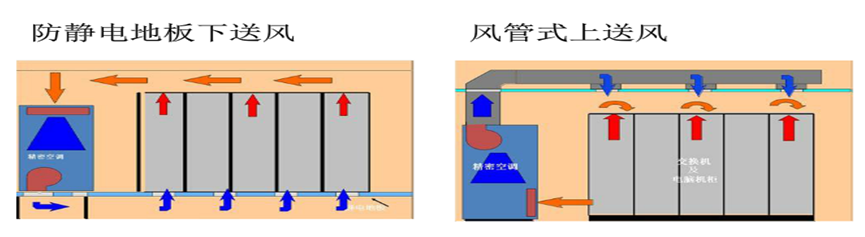 防静电地板下送风
风管式上送风
精密空调
精密空调
交换机
及
电脑机柜